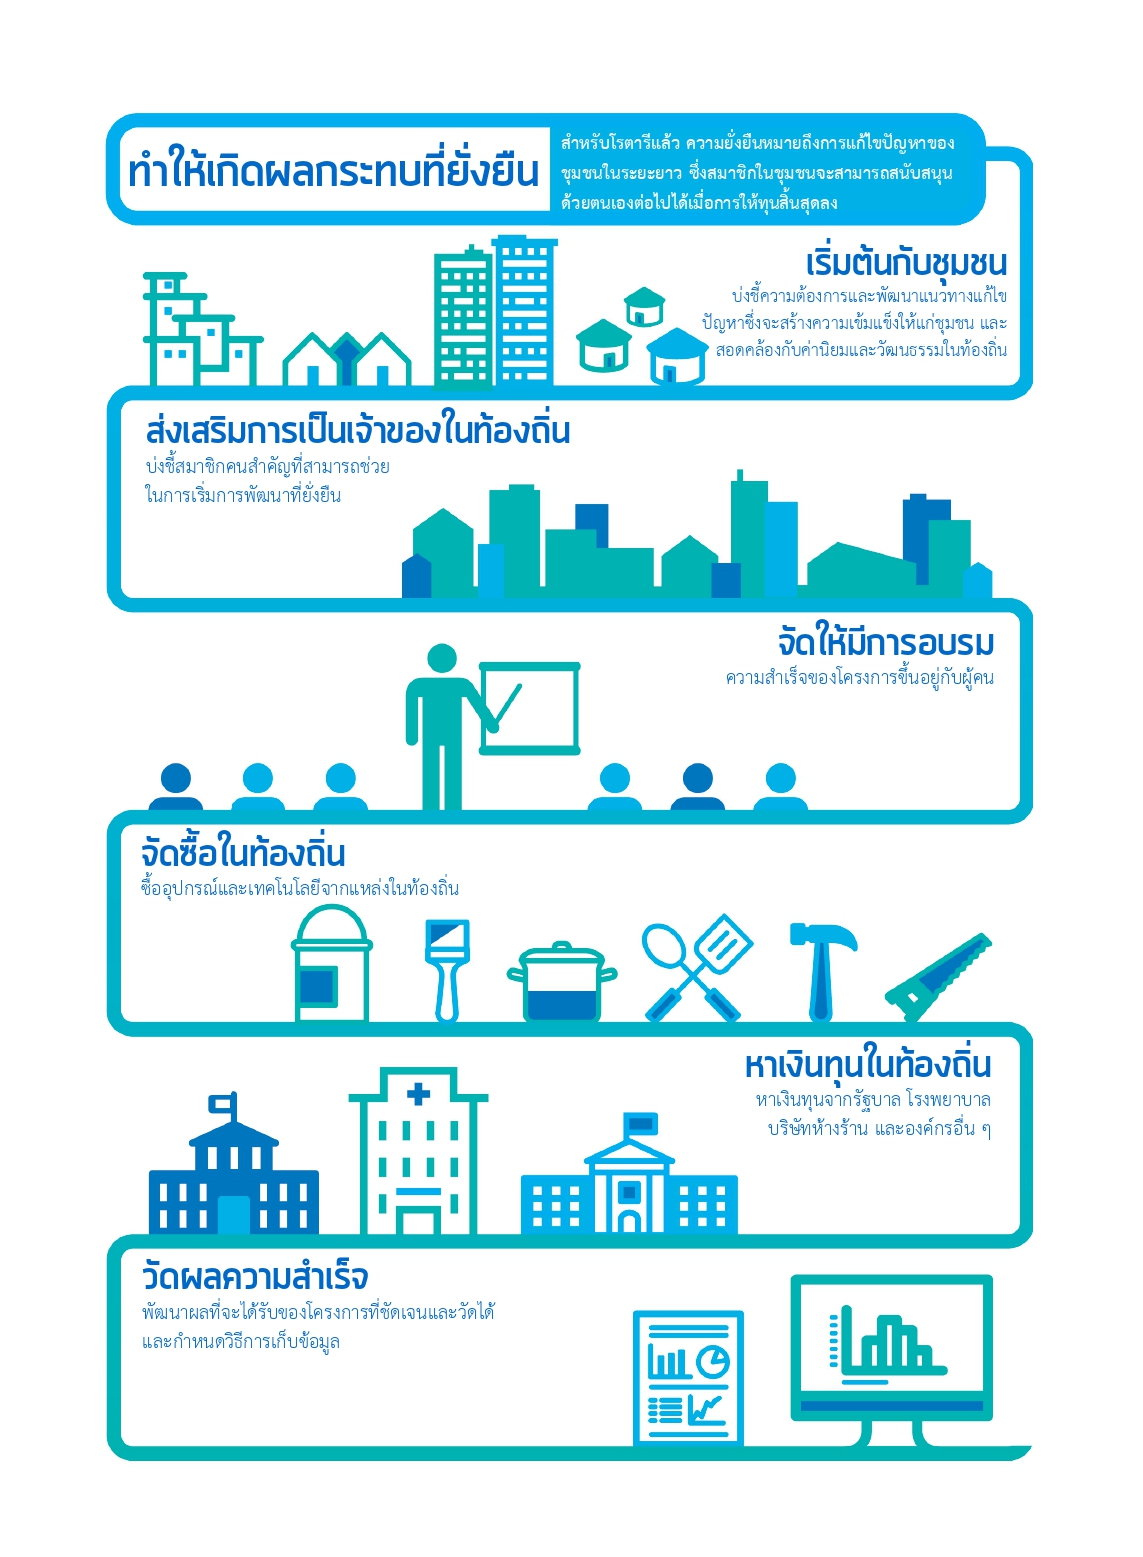 ทำให้เกิดผลกระทบที่ยั่งยืน
สำหรับโรตารีแล้ว ความยั่งยืนหมายถึงการแก้ไขปัญหาของ
ชุมชนในระยะยาว ซึ่งสมาชิกในชุมชนจะสามารถสนับสนุน
ด้วยตนเองต่อไปได้เมื่อการให้ทุนสิ้นสุดลง
เริ่มต้นกับชุมชน
บ่งชี้ความต้องการและพัฒนาแนวทางแก้ไข
ปัญหาซึ่งจะสร้างความเข้มแข็งให้แก่ชุมชน และ
สอดคล้องกับค่านิยมและวัฒนธรรมในท้องถิ่น
ส่งเสริมการเป็นเจ้าของในท้องถิ่น
บ่งชี้สมาชิกคนสำคัญที่สามารถช่วย
ในการเริ่มการพัฒนาที่ยั่งยืน
จัดให้มีการอบรม
ความสำเร็จของโครงการขึ้นอยู่กับผู้คน
จัดซื้อในท้องถิ่น
ซื้ออุปกรณ์และเทคโนโลยีจากแหล่งในท้องถิ่น
หาเงินทุนในท้องถิ่น
หาเงินทุนจากรัฐบาล โรงพยาบาล
บริษัทห้างร้าน และองค์กรอื่น ๆ
วัดผลความสำเร็จ
พัฒนาผลที่จะได้รับของโครงการที่ชัดเจนและวัดได้
และกำหนดวิธีการเก็บข้อมูล